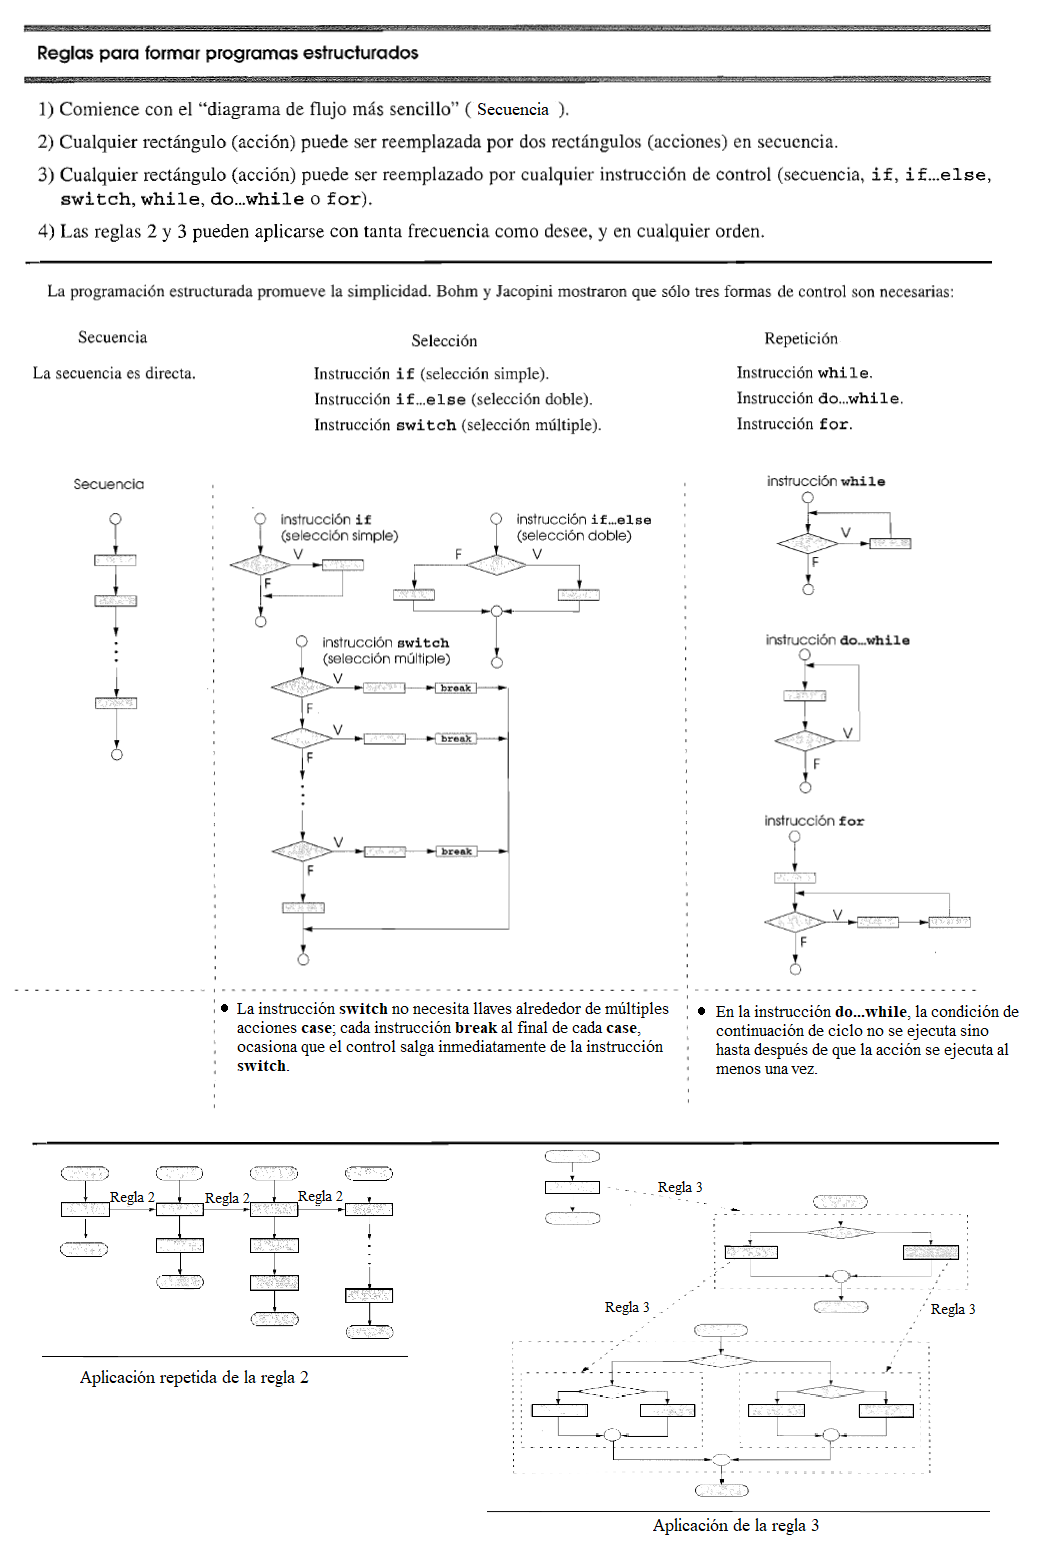 Reglas para formar programas estructurados
1) Comience con el “diagrama de flujo más sencillo” ( Secuencia ).
2) Cualquier rectángulo (acción) puede ser reemplazada por dos rectángulos (acciones) en secuencia.
3) Cualquier rectángulo (acción) puede ser reemplazado por cualquier instrucción de control (secuencia, if, if...else,
switch, while, do...while o for).
4) Las reglas 2 y 3 pueden aplicarse con tanta frecuencia como desee, y en cualquier orden.
La programación estructurada promueve la simplicidad. Bohm y Jacopini mostraron que sólo tres formas de control son necesarias:
Secuencia
La secuencia es directa.
Selección
Instrucción if (selección simple).
Instrucción if...else (selección doble).
Instrucción switch (selección múltiple).
Repetición
Instrucción while.
Instrucción do...while.
Instrucción for.
Secuencia
instrucción if
(selección simple)
V
F
instrucción if...else
(selección doble)
F
V
instrucción switch
(selección múltiple)
V
break
F
V
break
F
V
break
F
instrucción while
V
F
instrucción do...while
V
F
instrucción for
V
F
● La instrucción switch no necesita llaves alrededor de múltiples
acciones case; cada instrucción break al final de cada case,
ocasiona que el control salga inmediatamente de la instrucción
switch.
● En la instrucción do...while, la condición de
continuación de ciclo no se ejecuta sino
hasta después de que la acción se ejecuta al
menos una vez.
Regla 2
Regla 2
Regla 2
Aplicación repetida de la regla 2
Regla 3
Regla 3
Regla 3
Aplicación de la regla 3